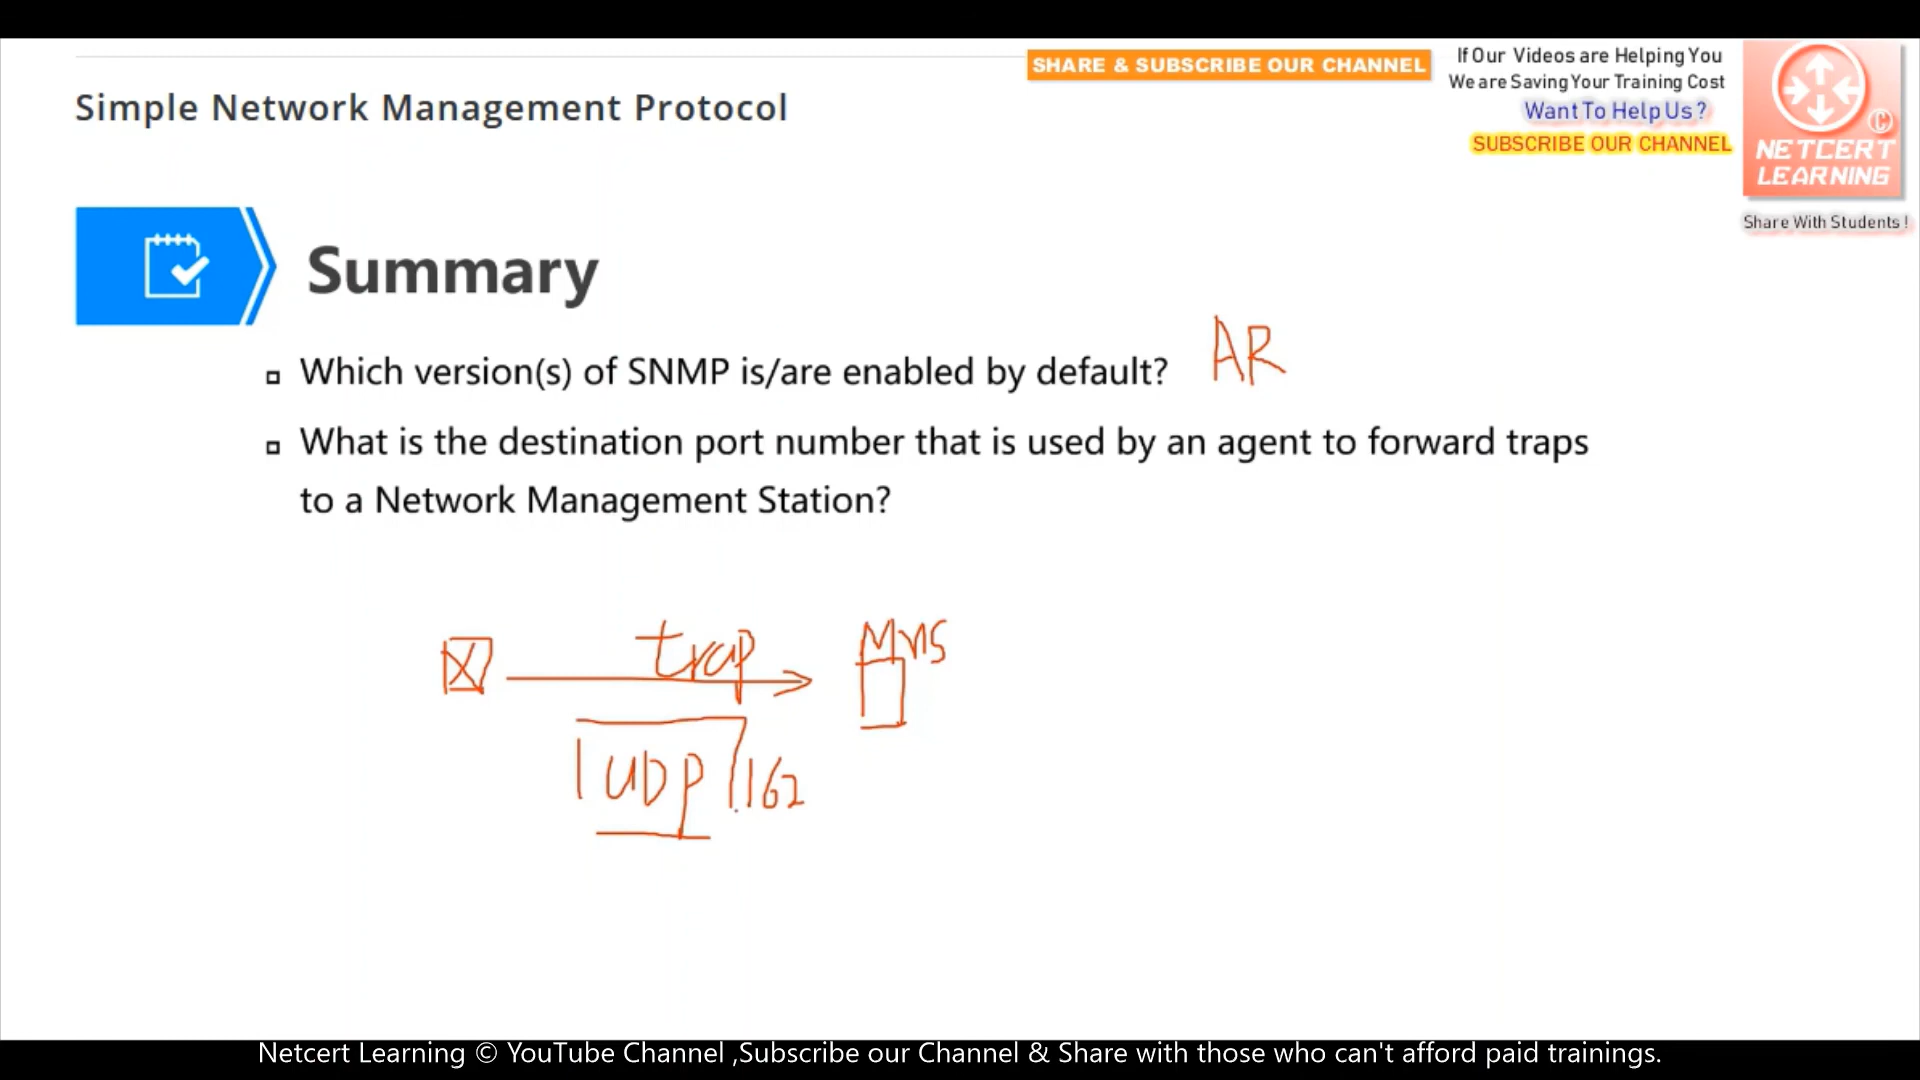 SHARE & SUBSCRIBE OUR CHANNEL
If Our Videos are Helping You
We are Saving Your Training Cost
Want To Help Us ?
SUBSCRIBE OUR CHANNEL
©
NETCERT
LEARNING
Share With Students !
Simple Network Management Protocol
Summary
Which version(s) of SNMP is/are enabled by default?
AR
What is the destination port number that is used by an agent to forward traps
to a Network Management Station?
trap
MNS
UDP 162
Netcert Learning © YouTube Channel ,Subscribe our Channel & Share with those who can't afford paid trainings.